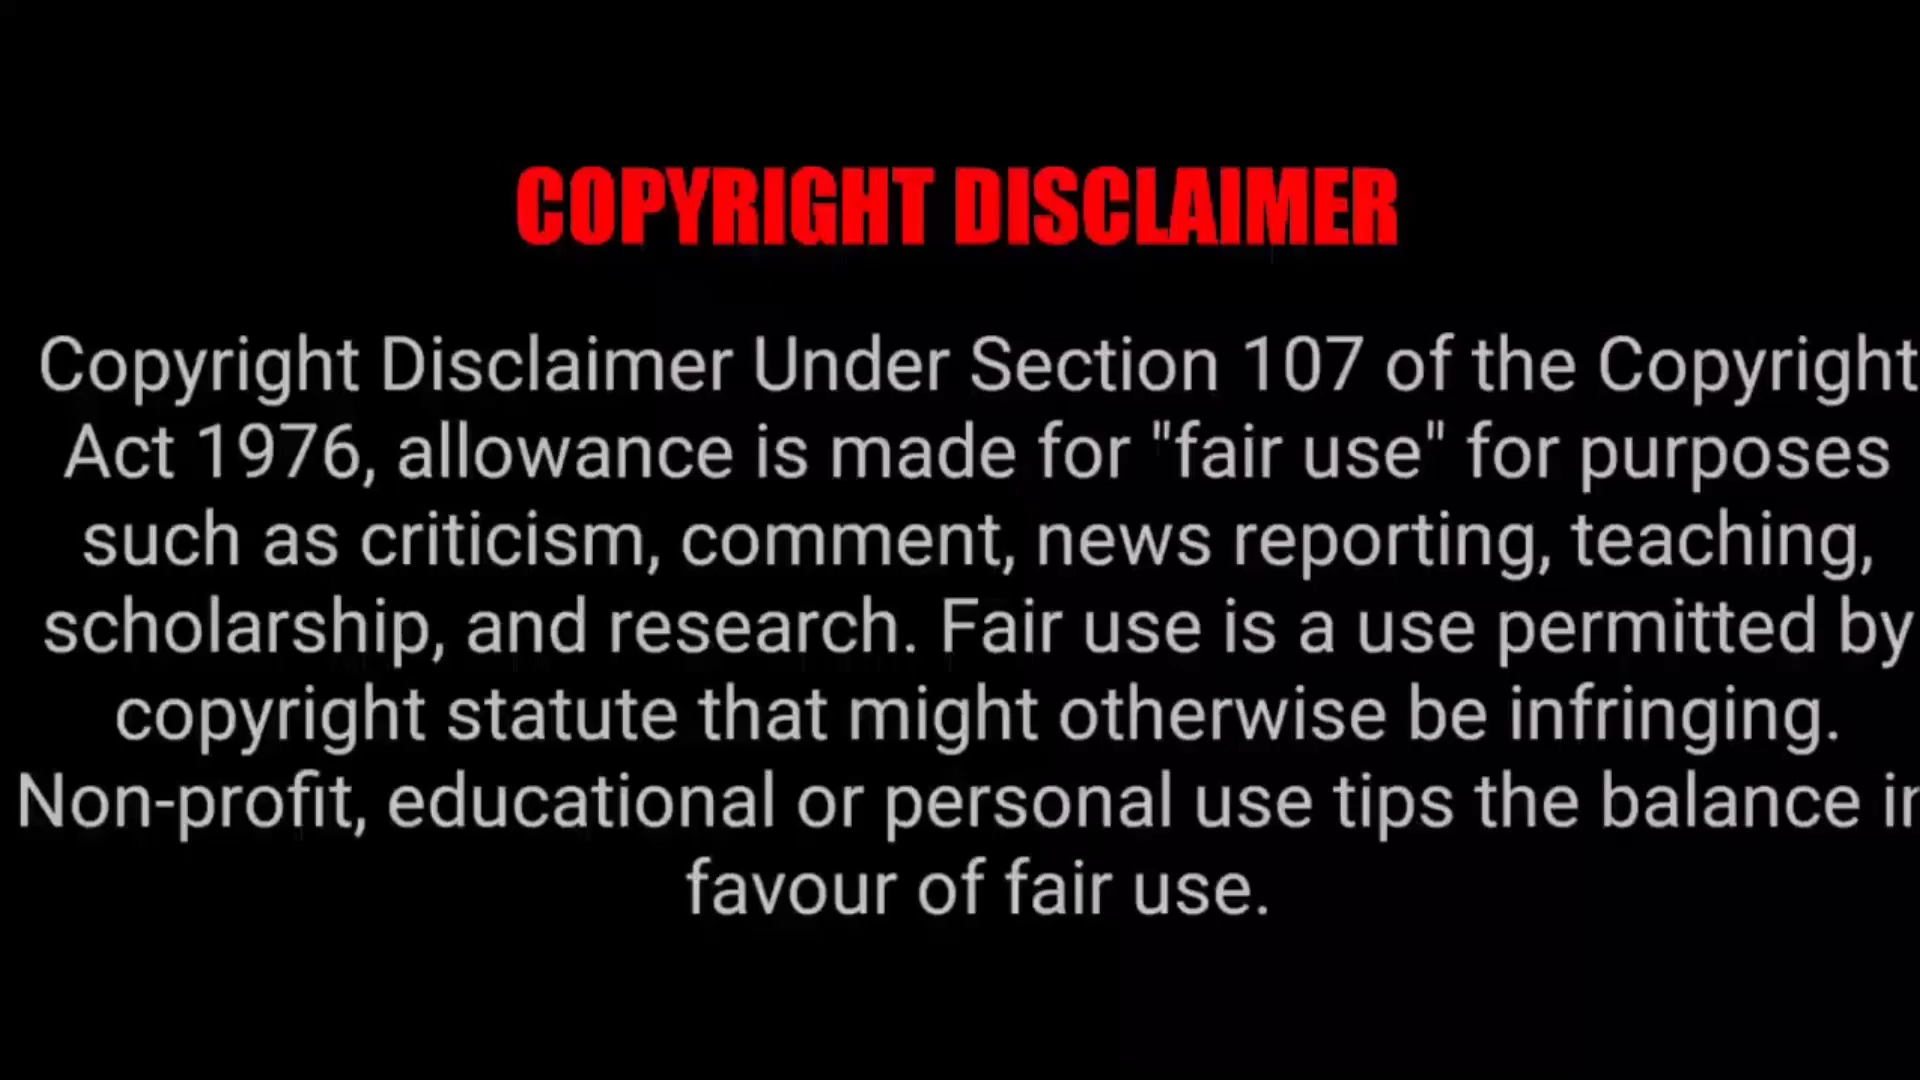 COPYRIGHT DISCLAIMER
Copyright Disclaimer Under Section 107 of the Copyright
Act 1976, allowance is made for "fair use" for purposes
such as criticism, comment, news reporting, teaching,
scholarship, and research. Fair use is a use permitted by
copyright statute that might otherwise be infringing.
Non-profit, educational or personal use tips the balance in
favour of fair use.